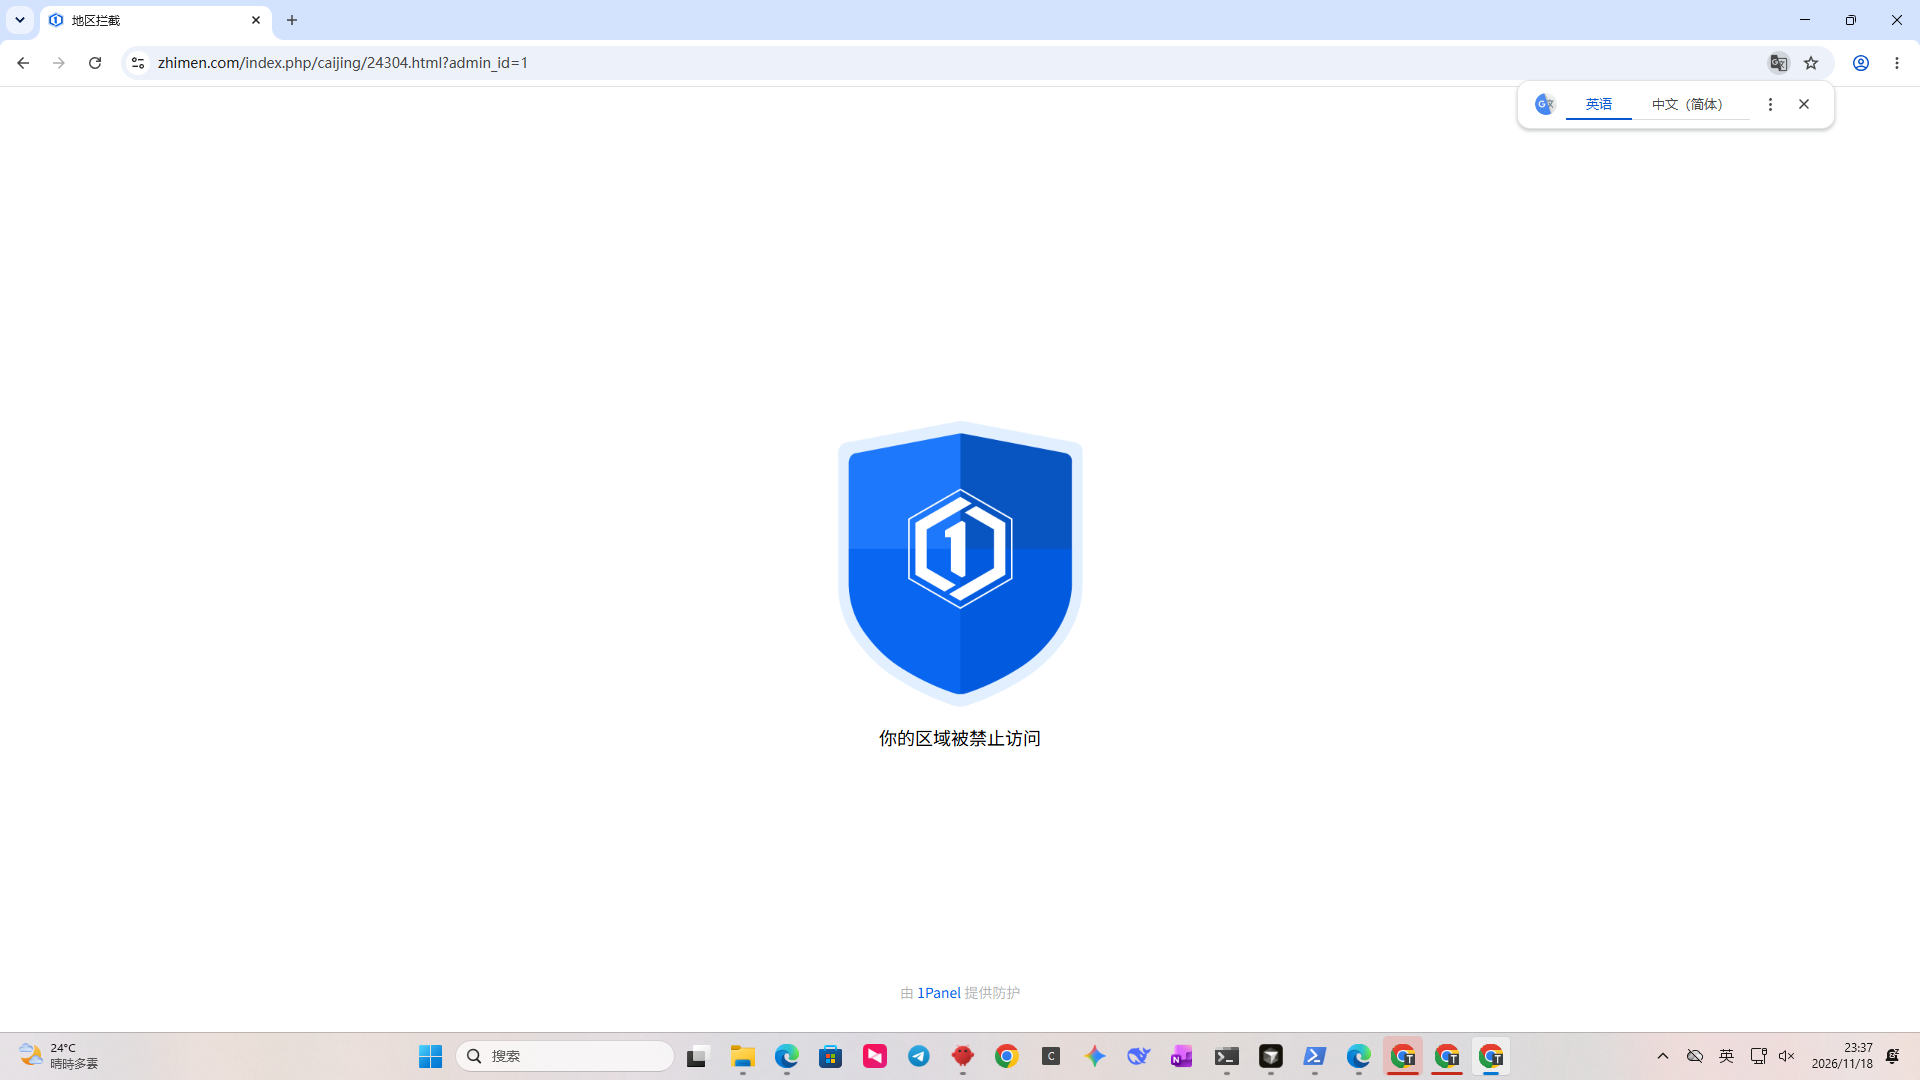 地区拦截
zhimen.com/index.php/caijing/24304.html?admin_id=1
英语 中文（简体）
1
你的区域被禁止访问
由 1Panel 提供防护
24°C
晴時多雲
搜索
英
23:37
2026/11/18